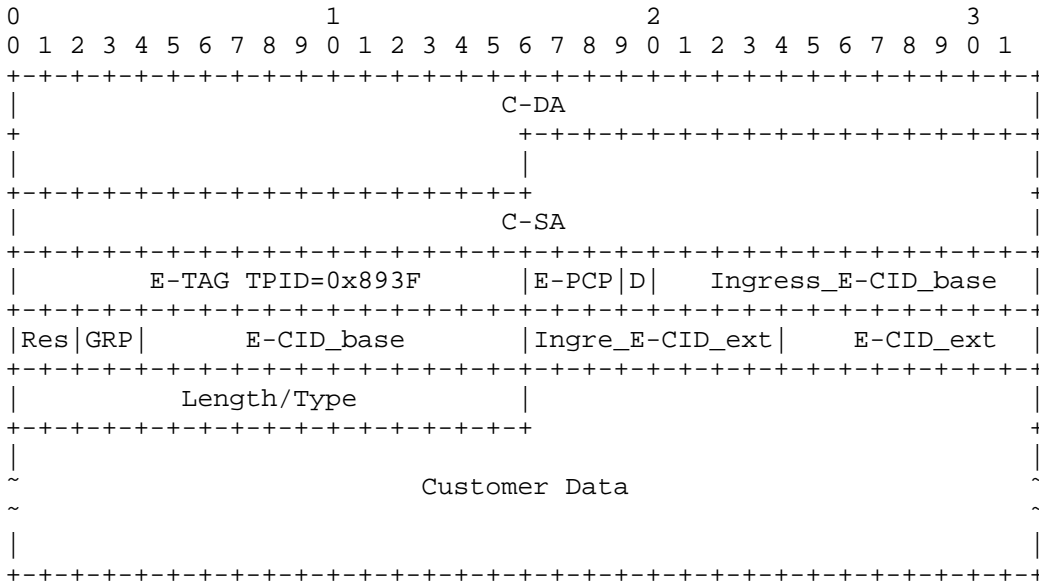 0                   1                   2                   3
0 1 2 3 4 5 6 7 8 9 0 1 2 3 4 5 6 7 8 9 0 1 2 3 4 5 6 7 8 9 0 1
+-+-+-+-+-+-+-+-+-+-+-+-+-+-+-+-+-+-+-+-+-+-+-+-+-+-+-+-+-+-+-+-+
|                              C-DA                             |
+                               +-+-+-+-+-+-+-+-+-+-+-+-+-+-+-+-+
|                               |                               |
+-+-+-+-+-+-+-+-+-+-+-+-+-+-+-+-+                               +
|                              C-SA                             |
+-+-+-+-+-+-+-+-+-+-+-+-+-+-+-+-+-+-+-+-+-+-+-+-+-+-+-+-+-+-+-+-+
|        E-TAG TPID=0x893F      |E-PCP|D|   Ingress_E-CID_base  |
+-+-+-+-+-+-+-+-+-+-+-+-+-+-+-+-+-+-+-+-+-+-+-+-+-+-+-+-+-+-+-+-+
|Res|GRP|      E-CID_base       |Ingre_E-CID_ext|    E-CID_ext  |
+-+-+-+-+-+-+-+-+-+-+-+-+-+-+-+-+-+-+-+-+-+-+-+-+-+-+-+-+-+-+-+-+
|          Length/Type          |                               |
+-+-+-+-+-+-+-+-+-+-+-+-+-+-+-+-+                               +
|                                                               |
~                         Customer Data                         ~
~                                                               ~
|                                                               |
+-+-+-+-+-+-+-+-+-+-+-+-+-+-+-+-+-+-+-+-+-+-+-+-+-+-+-+-+-+-+-+-+